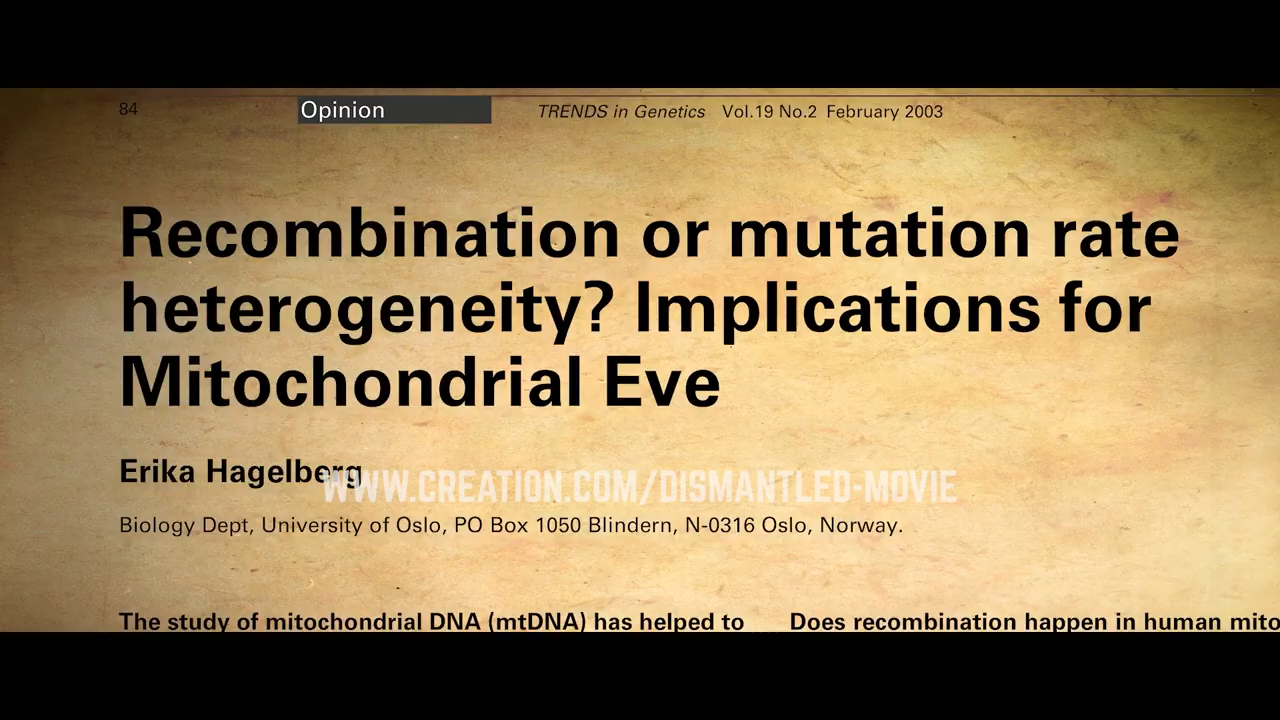 84 Opinion TRENDS in Genetics Vol.19 No.2 February 2003
Recombination or mutation rate
heterogeneity? Implications for
Mitochondrial Eve
Erika Hagelberg
WWW.CREATION.COM/DISMANTLED-MOVIE
Biology Dept, University of Oslo, PO Box 1050 Blindern, N-0316 Oslo, Norway.
The study of mitochondrial DNA (mtDNA) has helped to
Does recombination happen in human mito